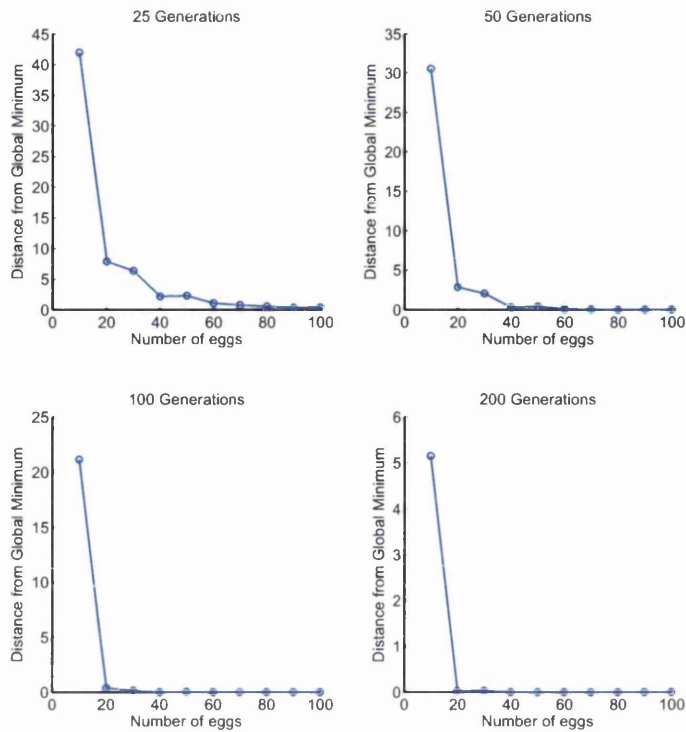 25 Generations
45
40
35
30
25
20
15
10
5
0
Distance from Global Minimum
0 20 40 60 80 100
Number of eggs
50 Generations
35
30
25
20
15
10
5
0
Distance from Global Minimum
0 20 40 60 80 100
Number of eggs
100 Generations
25
20
15
10
5
0
Distance from Global Minimum
0 20 40 60 80 100
Number of eggs
200 Generations
6
5
4
3
2
1
0
Distance from Global Minimum
0 20 40 60 80 100
Number of eggs